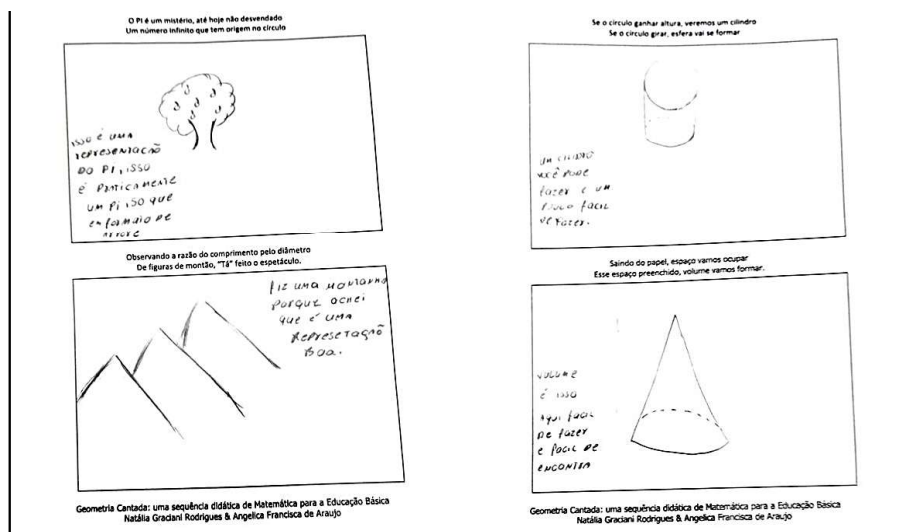 O PI é um mistério, até hoje não desvendado
Um número infinito que tem origem no círculo
ISSO É UMA
REPRESENTAÇÃO
DO PI, ISSO
É PRATICAMENTE
UM PI, SO QUE
EM FORMATO DE
ARVORE
Observando a razão do comprimento pelo diâmetro
De figuras de montão, "Tá" feito o espetáculo.
FIZ UMA MONTANHA
PORQUE ACHEI
QUE É UMA
REPRESETAÇÃO
BOA.
Geometria Cantada: uma sequência didática de Matemática para a Educação Básica
Natália Graciani Rodrigues & Angelica Francisca de Araujo
Se o círculo ganhar altura, veremos um cilindro
Se o círculo girar, esfera vai se formar
UM CILINDRO
VOCÊ PODE
FAZER E UM
FACIL
DE FAZER.
Saindo do papel, espaço vamos ocupar
Esse espaço preenchido, volume vamos formar.
VOLUME
É ISSO
AQUI FACIL
DE FAZER
E FACIL DE
ENCONTRA
Geometria Cantada: uma sequência didática de Matemática para a Educação Básica
Natália Graciani Rodrigues & Angelica Francisca de Araujo